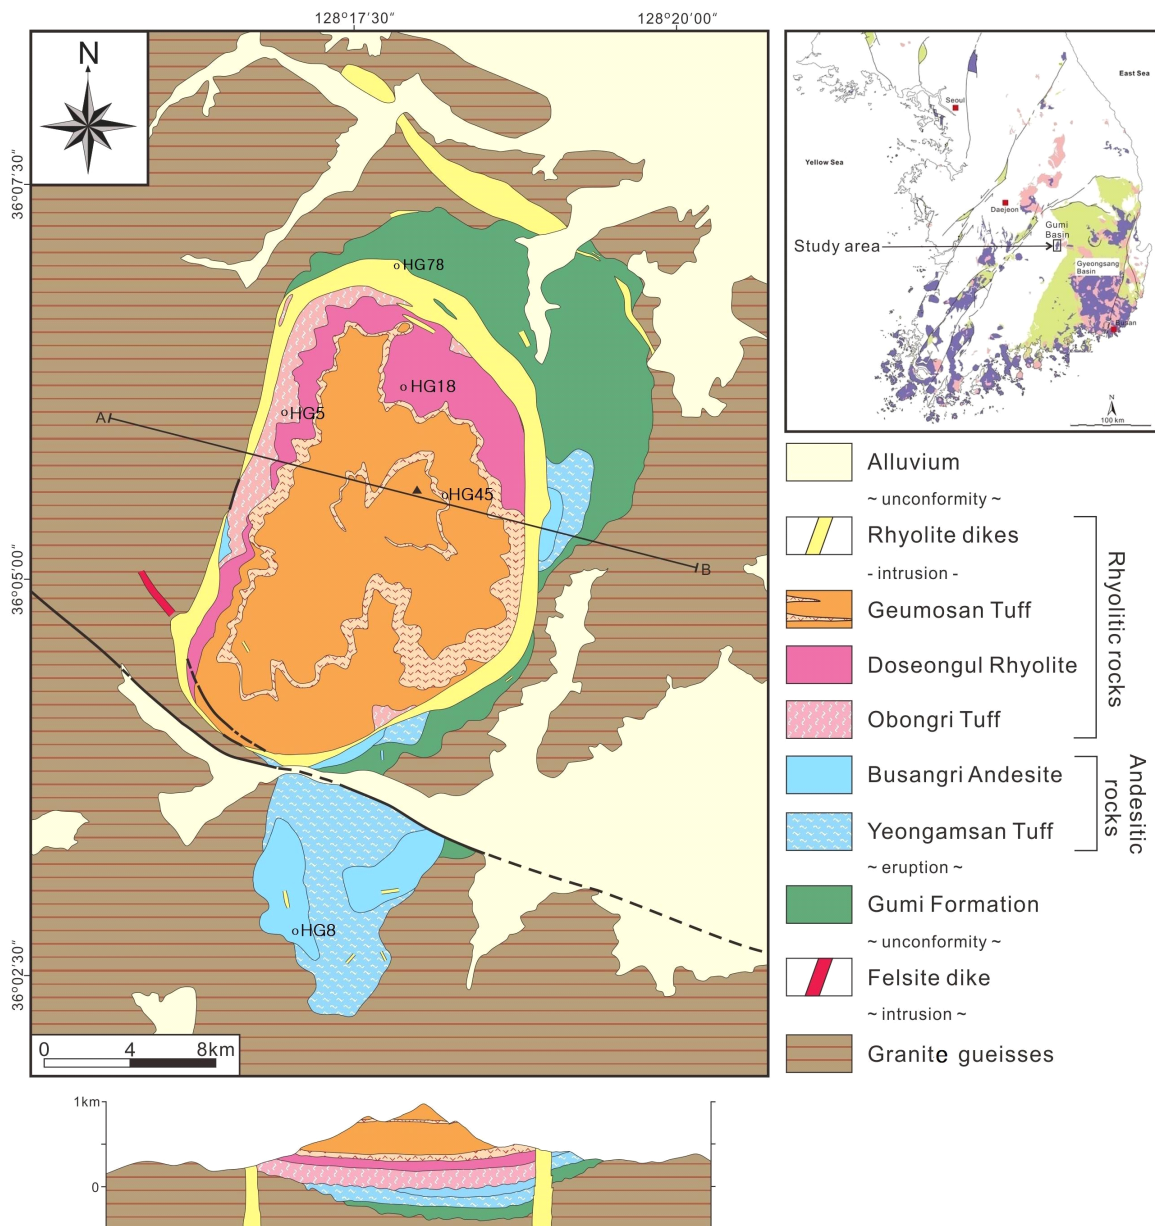 128°17'30"
128°20'00"
N
36°07'30"
36°05'00"
36°02'30"
HG78
HG18
HG5
HG45
HG8
A
B
0 4 8km
East Sea
Seoul
Yellow Sea
Daejeon
Gumi
Basin
Study area
Gyeongsang
Basin
Busan
N
100 km
Alluvium
~ unconformity ~
Rhyolite dikes
- intrusion -
Geumosan Tuff
Doseongul Rhyolite
Obongri Tuff
Rhyolitic rocks
Busangri Andesite
Yeongamsan Tuff
Andesitic
rocks
~ eruption ~
Gumi Formation
~ unconformity ~
Felsite dike
~ intrusion ~
Granite gueisses
1km
0